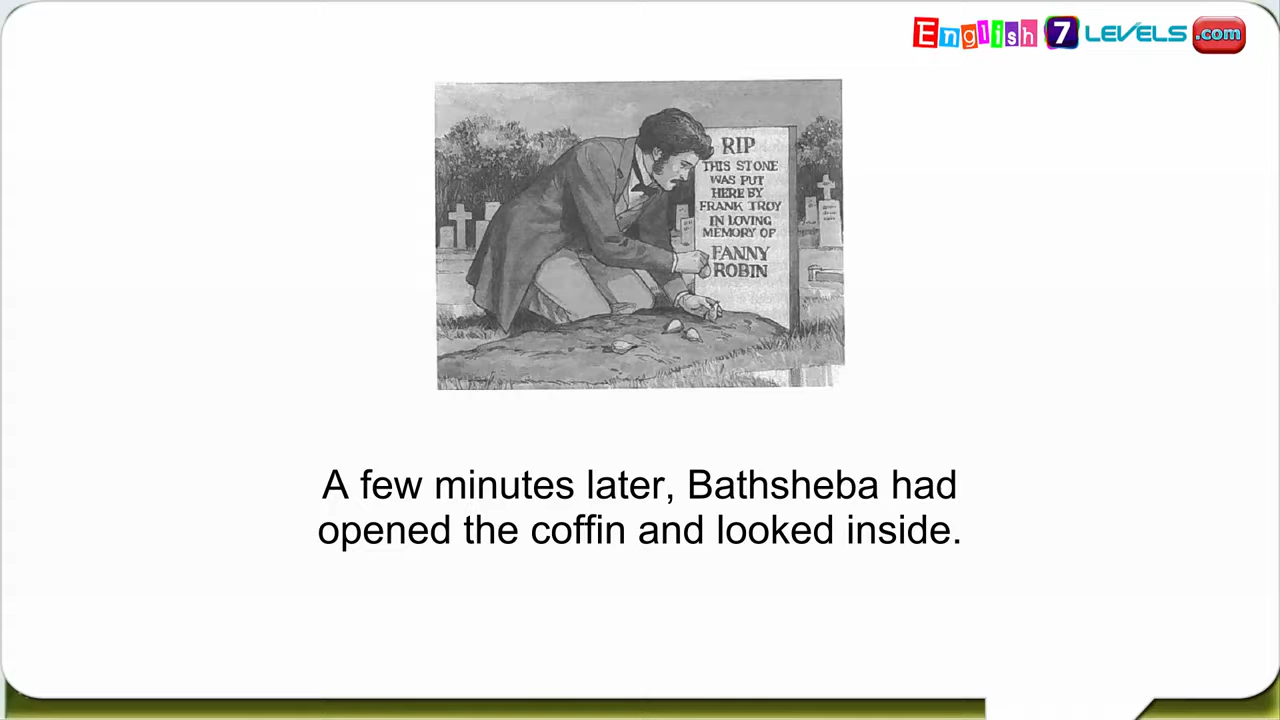 English 7 LEVELS .com
RIP
THIS STONE
WAS PUT
HERE BY
FRANK TROY
IN LOVING
MEMORY OF
FANNY
ROBIN
A few minutes later, Bathsheba had
opened the coffin and looked inside.